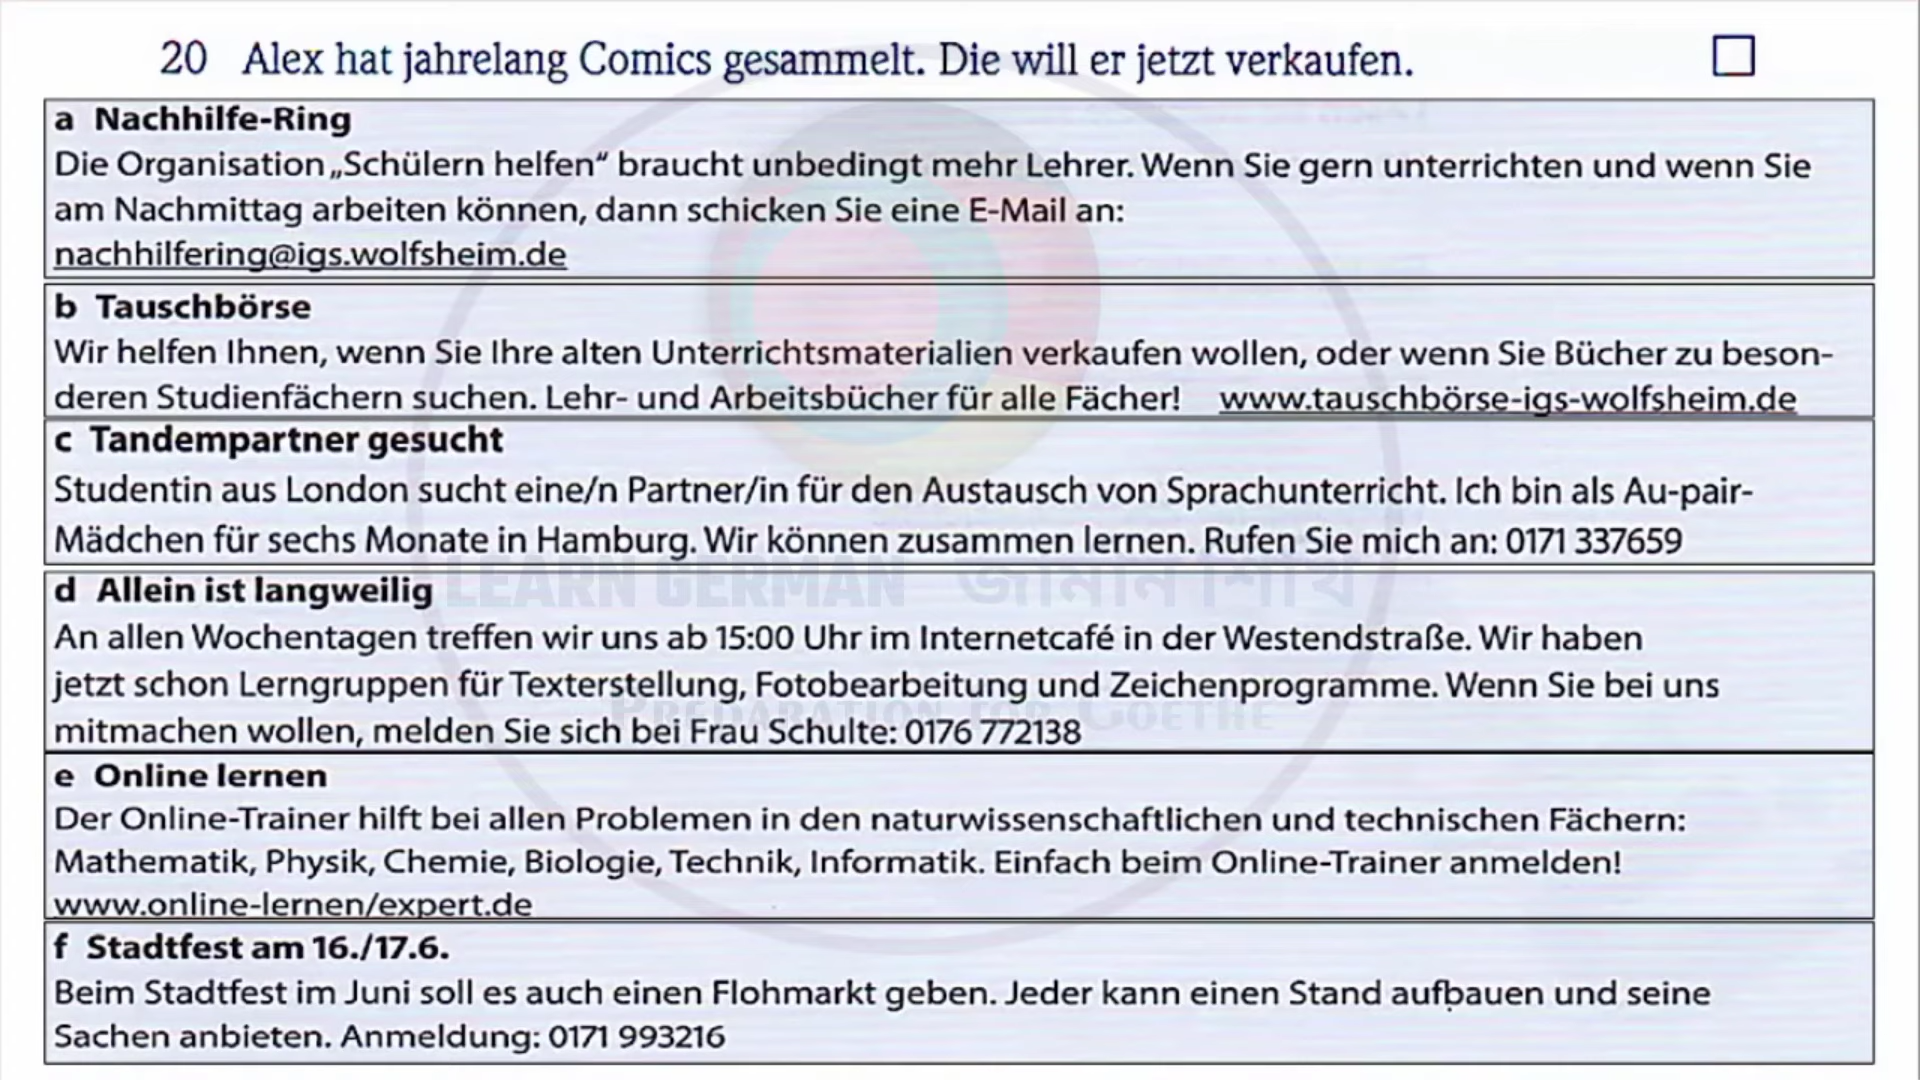 20 Alex hat jahrelang Comics gesammelt. Die will er jetzt verkaufen.
a Nachhilfe-Ring
Die Organisation „Schülern helfen“ braucht unbedingt mehr Lehrer. Wenn Sie gern unterrichten und wenn Sie
am Nachmittag arbeiten können, dann schicken Sie eine E-Mail an:
nachhilfering@igs.wolfsheim.de
b Tauschbörse
Wir helfen Ihnen, wenn Sie Ihre alten Unterrichtsmaterialien verkaufen wollen, oder wenn Sie Bücher zu beson-
deren Studienfächern suchen. Lehr- und Arbeitsbücher für alle Fächer! www.tauschbörse-igs-wolfsheim.de
c Tandempartner gesucht
Studentin aus London sucht eine/n Partner/in für den Austausch von Sprachunterricht. Ich bin als Au-pair-
Mädchen für sechs Monate in Hamburg. Wir können zusammen lernen. Rufen Sie mich an: 0171 337659
LEARN GERMAN জার্মান শিখি
d Allein ist langweilig
An allen Wochentagen treffen wir uns ab 15:00 Uhr im Internetcafé in der Westendstraße. Wir haben
jetzt schon Lerngruppen für Texterstellung, Fotobearbeitung und Zeichenprogramme. Wenn Sie bei uns
PREPARATION FOR GOETHE
mitmachen wollen, melden Sie sich bei Frau Schulte: 0176 772138
e Online lernen
Der Online-Trainer hilft bei allen Problemen in den naturwissenschaftlichen und technischen Fächern:
Mathematik, Physik, Chemie, Biologie, Technik, Informatik. Einfach beim Online-Trainer anmelden!
www.online-lernen/expert.de
f Stadtfest am 16./17.6.
Beim Stadtfest im Juni soll es auch einen Flohmarkt geben. Jeder kann einen Stand aufbauen und seine
Sachen anbieten. Anmeldung: 0171 993216